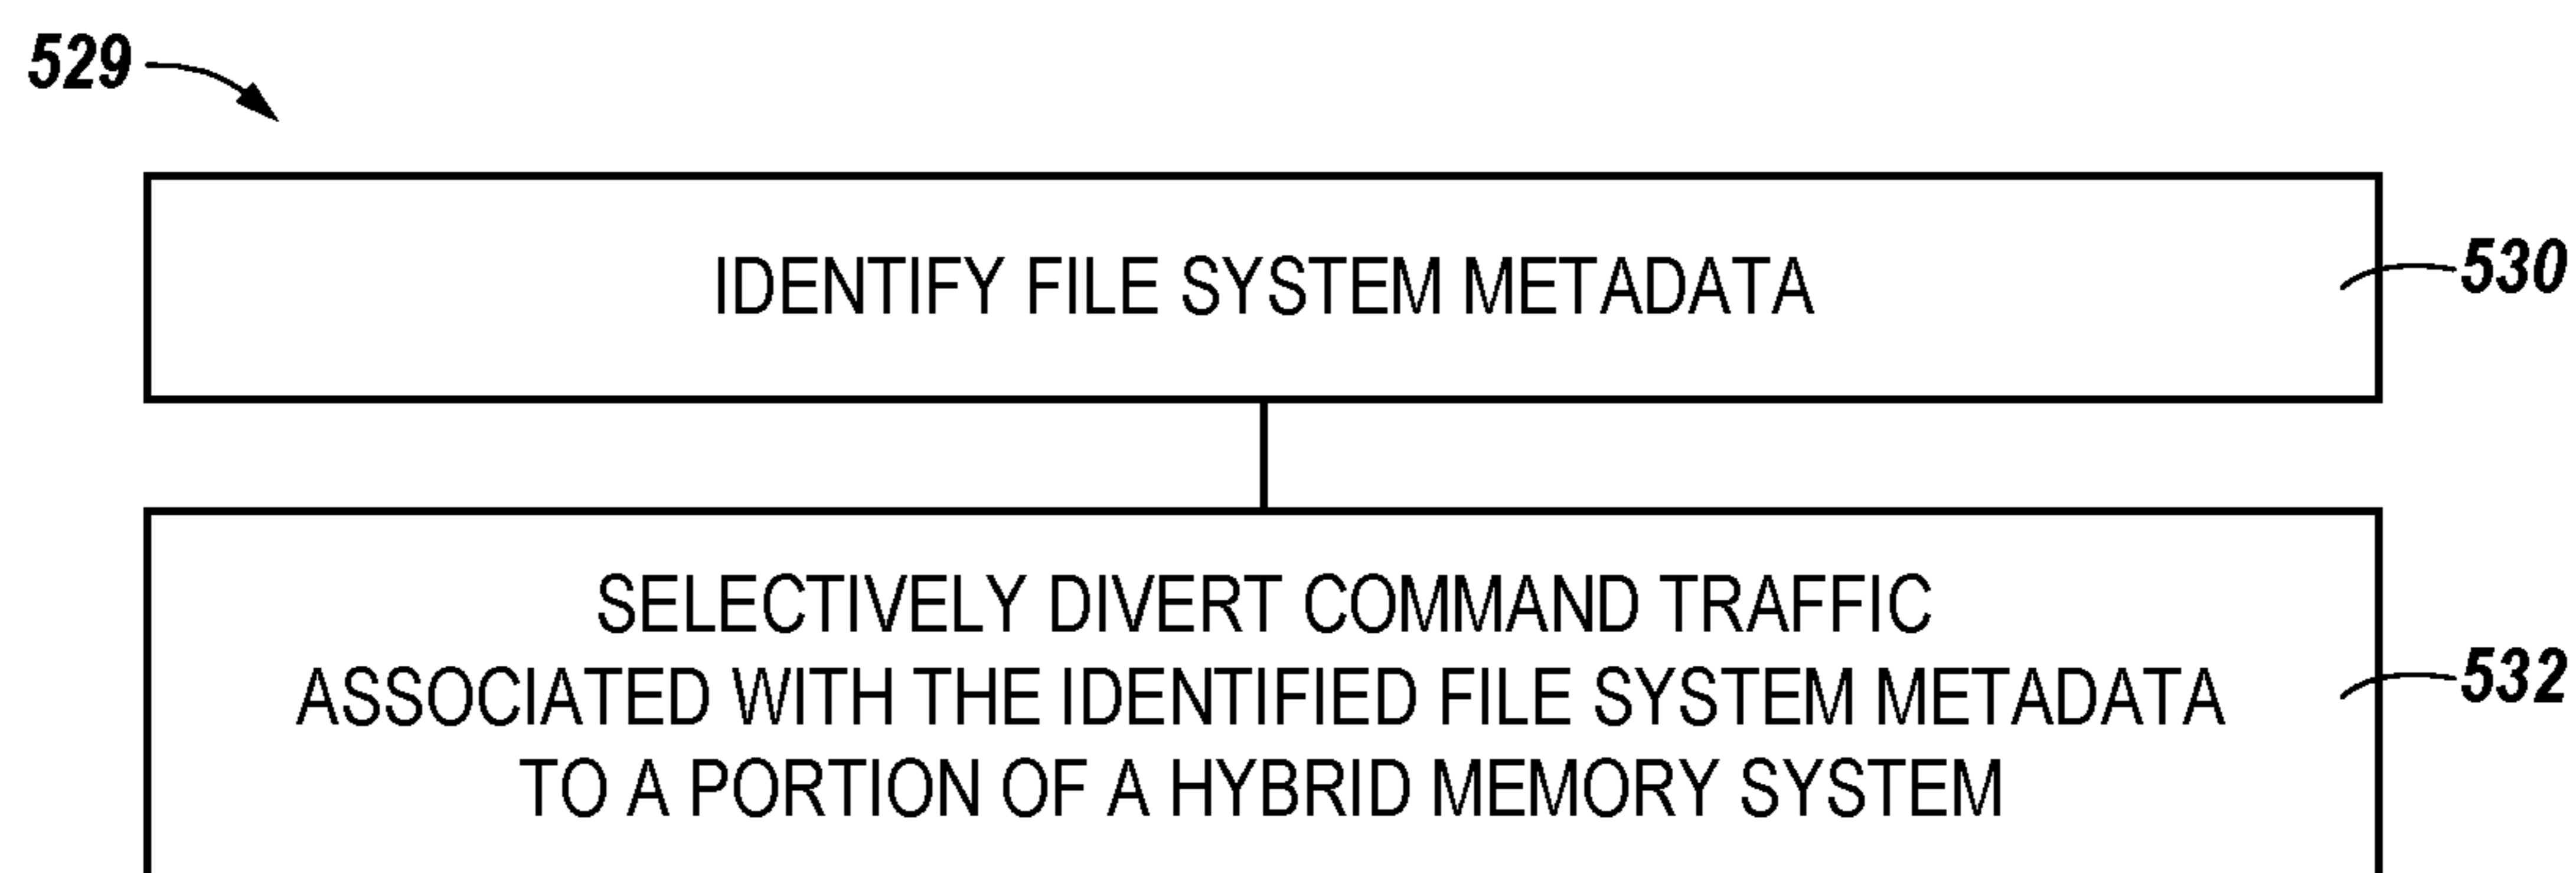 529
IDENTIFY FILE SYSTEM METADATA
530
SELECTIVELY DIVERT COMMAND TRAFFIC
ASSOCIATED WITH THE IDENTIFIED FILE SYSTEM METADATA
532
TO A PORTION OF A HYBRID MEMORY SYSTEM